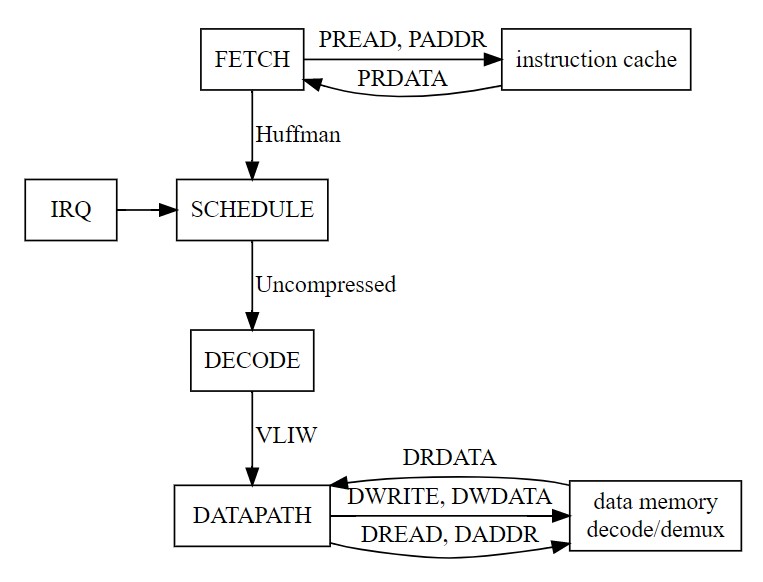 FETCH
PREAD, PADDR
PRDATA
instruction cache
Huffman
IRQ
SCHEDULE
Uncompressed
DECODE
VLIW
DATAPATH
DRDATA
DWRITE, DWDATA
DREAD, DADDR
data memory
decode/demux